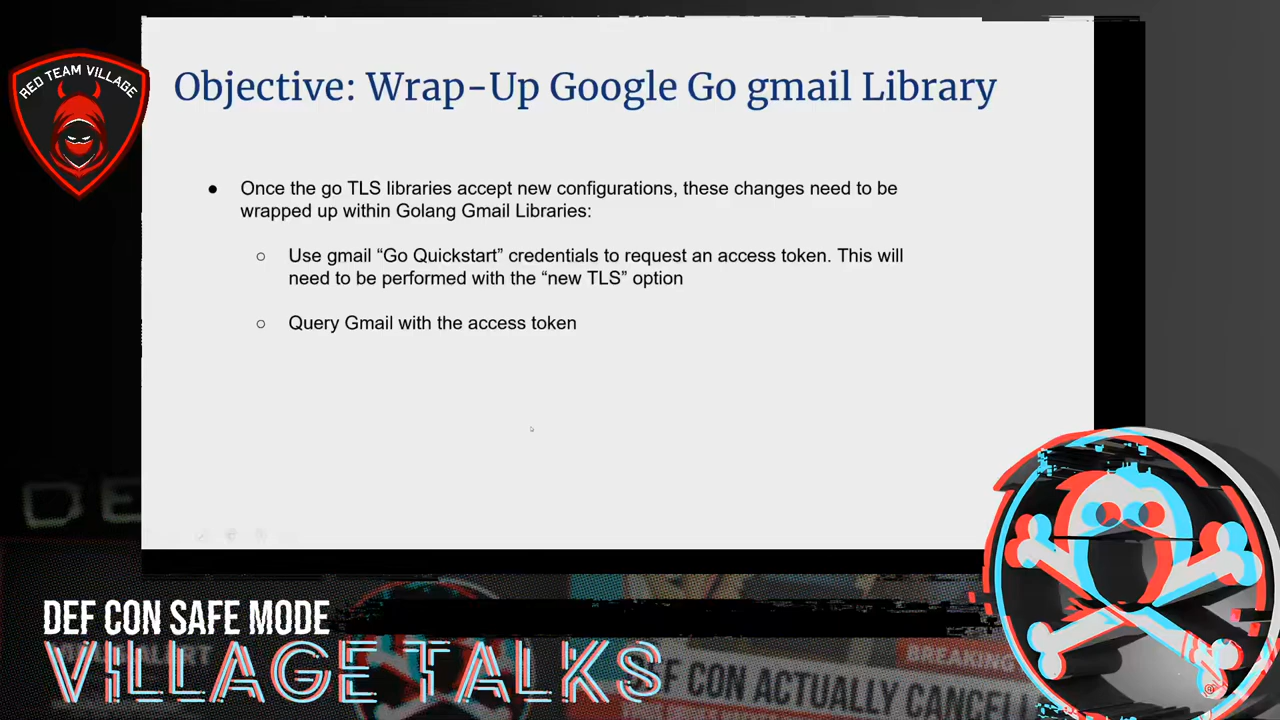 RED TEAM VILLAGE
Objective: Wrap-Up Google Go gmail Library
● Once the go TLS libraries accept new configurations, these changes need to be
wrapped up within Golang Gmail Libraries:
○ Use gmail “Go Quickstart” credentials to request an access token. This will
need to be performed with the “new TLS” option
○ Query Gmail with the access token
DE
DEF CON SAFE MODE
VILLAGE TALKS
BREAKING
DEF CON ACTUALLY CANCEL